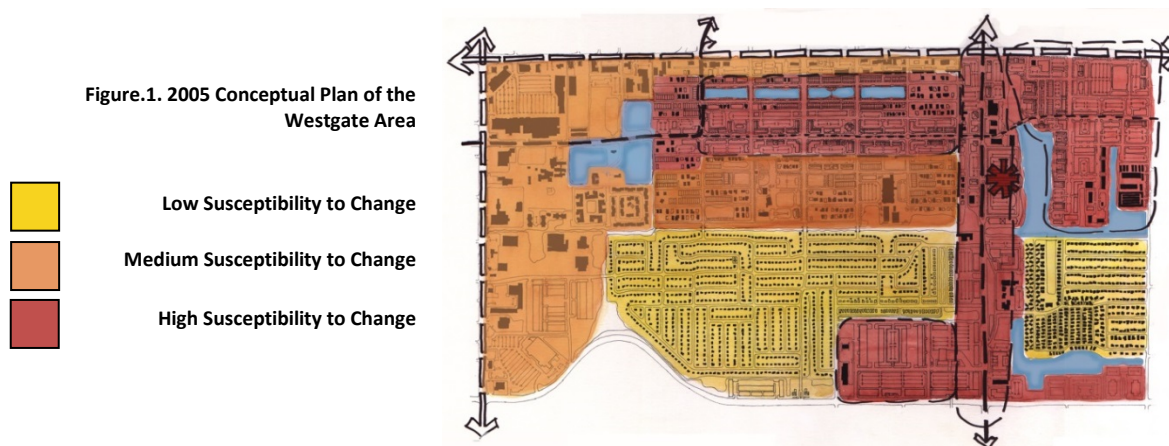 Figure.1. 2005 Conceptual Plan of the
Westgate Area
Low Susceptibility to Change
Medium Susceptibility to Change
High Susceptibility to Change